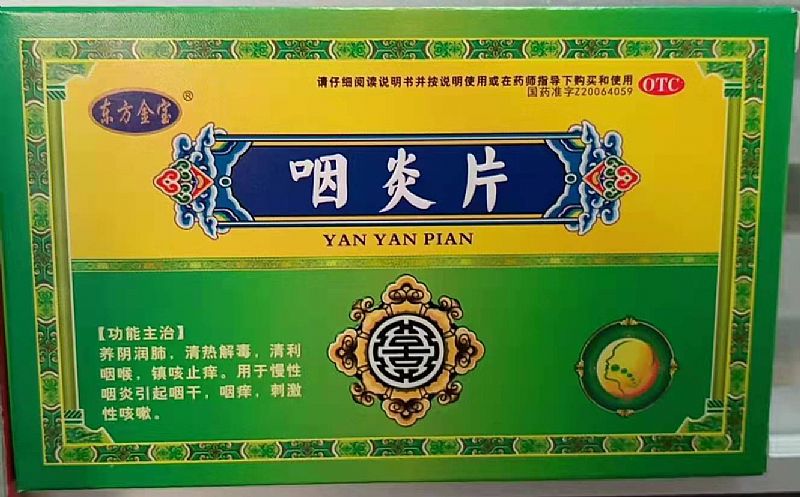 请仔细阅读说明书并按说明使用或在药师指导下购买和使用
国药准字Z20064059
OTC
东方金宝®
咽炎片
YAN YAN PIAN
【功能主治】
养阴润肺，清热解毒，清利
咽喉，镇咳止痒。用于慢性
咽炎引起咽干，咽痒，刺激
性咳嗽。